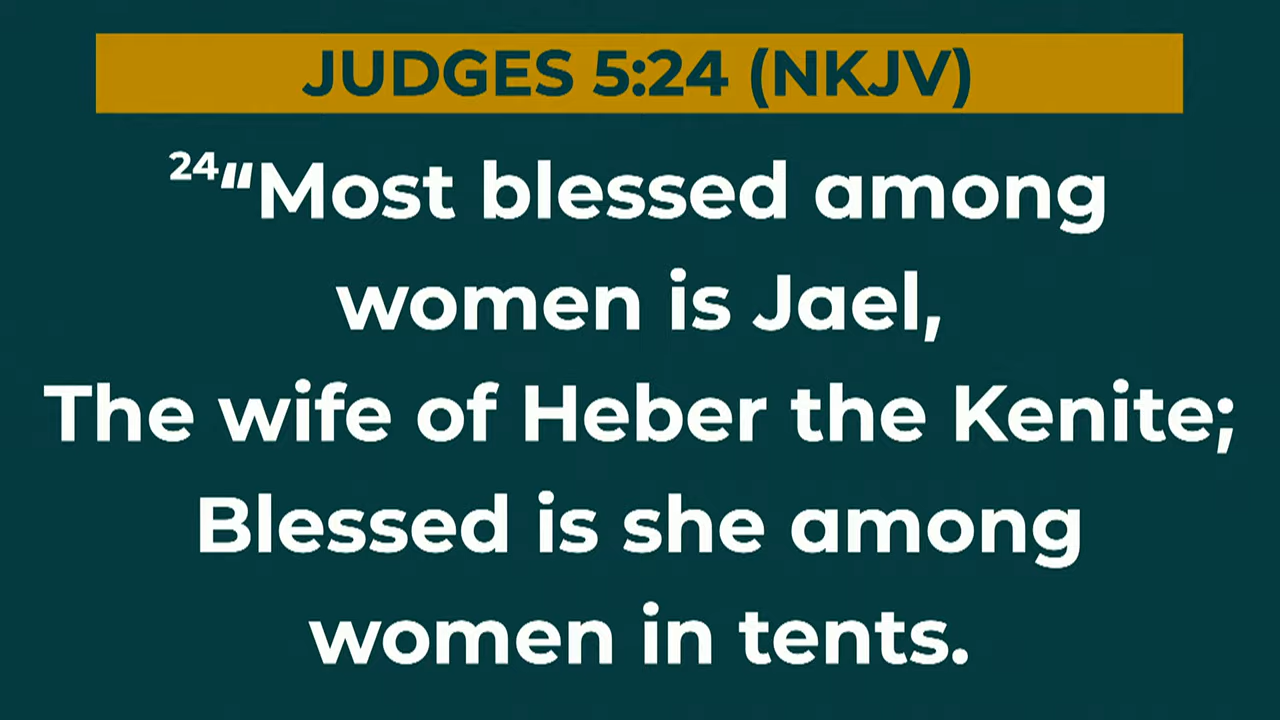 JUDGES 5:24 (NKJV)
24"Most blessed among
women is Jael,
The wife of Heber the Kenite;
Blessed is she among
women in tents.